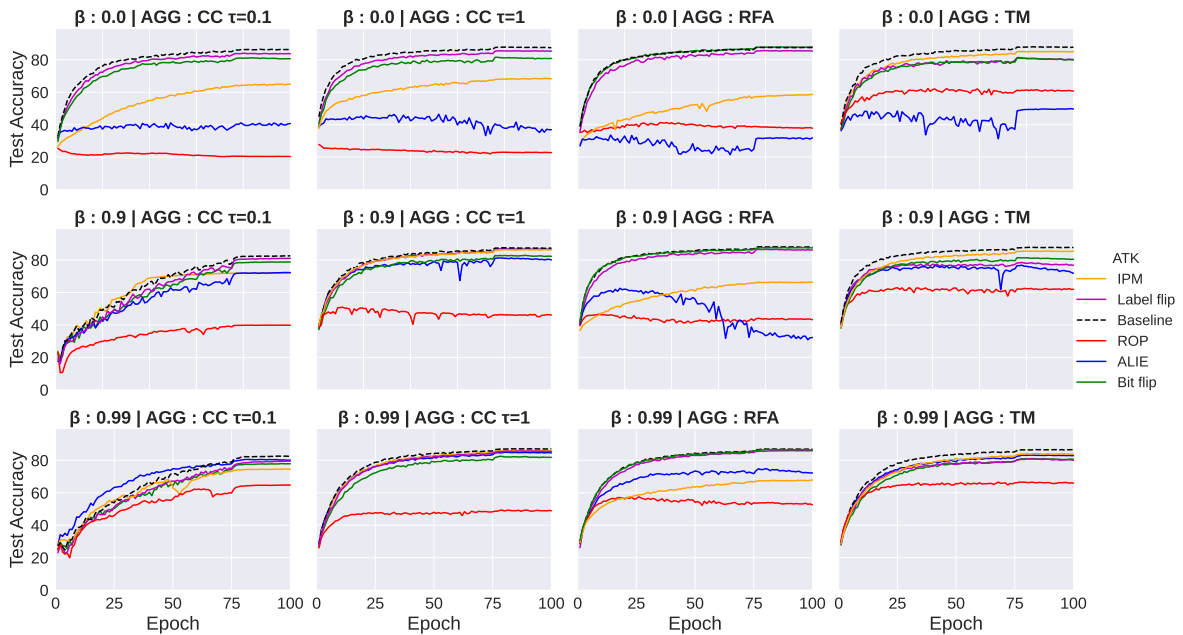 β : 0.0 | AGG : CC τ=0.1
β : 0.0 | AGG : CC τ=1
β : 0.0 | AGG : RFA
β : 0.0 | AGG : TM
Test Accuracy
80
60
40
20
0
β : 0.9 | AGG : CC τ=0.1
β : 0.9 | AGG : CC τ=1
β : 0.9 | AGG : RFA
β : 0.9 | AGG : TM
Test Accuracy
80
60
40
20
0
ATK
IPM
Label flip
Baseline
ROP
ALIE
Bit flip
β : 0.99 | AGG : CC τ=0.1
β : 0.99 | AGG : CC τ=1
β : 0.99 | AGG : RFA
β : 0.99 | AGG : TM
Test Accuracy
80
60
40
20
0
0 25 50 75 100
0 25 50 75 100
0 25 50 75 100
0 25 50 75 100
Epoch
Epoch
Epoch
Epoch